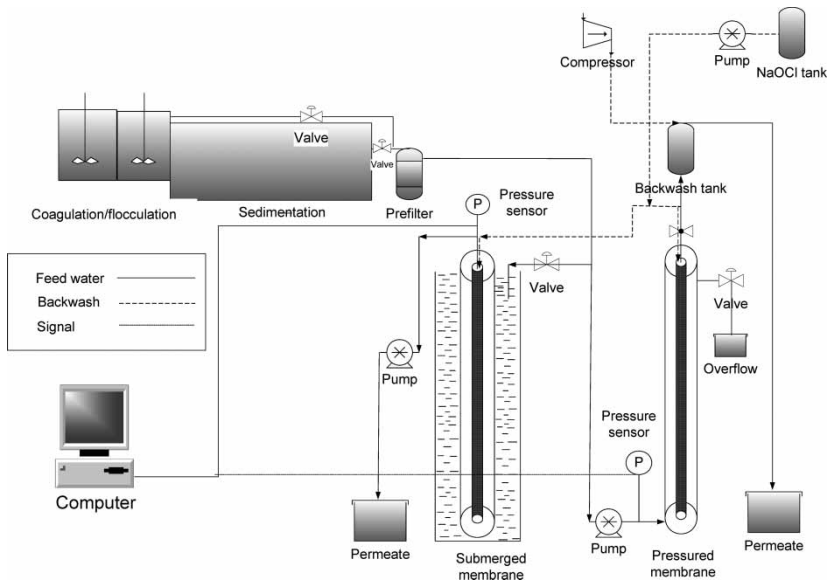 Compressor
Pump
NaOCl tank
Valve
Valve
Coagulation/flocculation
Sedimentation
Prefilter
Pressure
sensor
P
Backwash tank
Feed water
Backwash
Signal
Valve
Valve
Overflow
Pump
Pressure
sensor
P
Computer
Permeate
Submerged
membrane
Pump
Pressured
membrane
Permeate